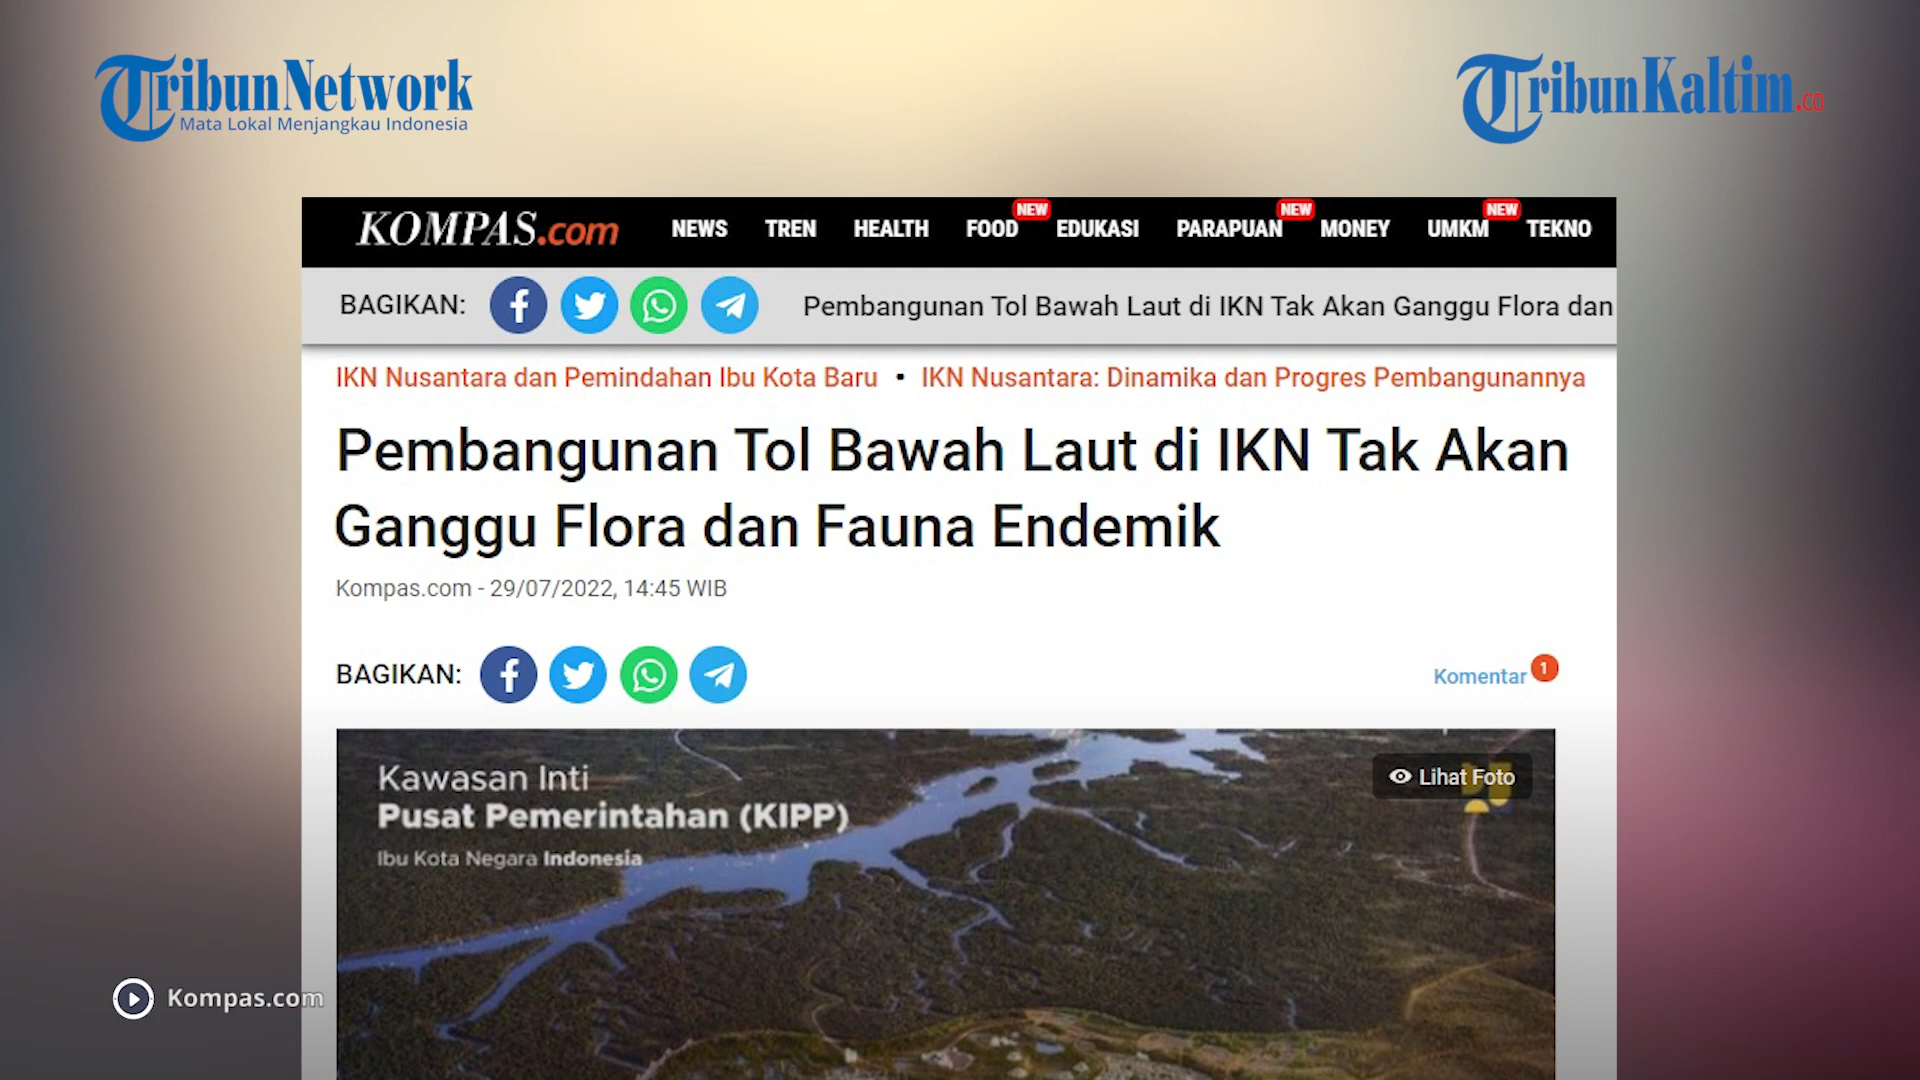 TribunNetwork
Mata Lokal Menjangkau Indonesia
TribunKaltim.co
KOMPAS.com NEWS TREN HEALTH FOOD NEW EDUKASI PARAPUAN NEW MONEY UMKM NEW TEKNO
BAGIKAN: Pembangunan Tol Bawah Laut di IKN Tak Akan Ganggu Flora dan
IKN Nusantara dan Pemindahan Ibu Kota Baru • IKN Nusantara: Dinamika dan Progres Pembangunannya
Pembangunan Tol Bawah Laut di IKN Tak Akan
Ganggu Flora dan Fauna Endemik
Kompas.com - 29/07/2022, 14:45 WIB
BAGIKAN:
Komentar 1
Kawasan Inti
Pusat Pemerintahan (KIPP)
Ibu Kota Negara Indonesia
Lihat Foto
Kompas.com